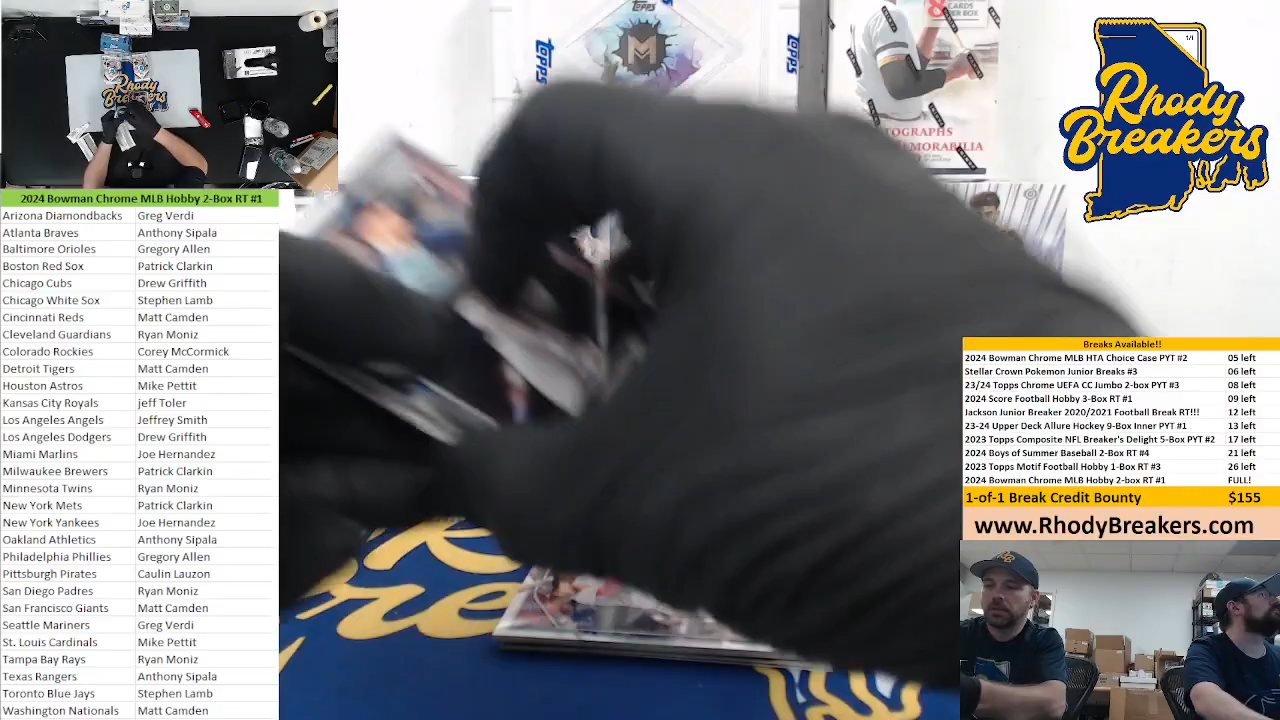 2024 Bowman Chrome MLB Hobby 2-Box RT #1
Arizona Diamondbacks Greg Verdi
Atlanta Braves Anthony Sipala
Baltimore Orioles Gregory Allen
Boston Red Sox Patrick Clarkin
Chicago Cubs Drew Griffith
Chicago White Sox Stephen Lamb
Cincinnati Reds Matt Camden
Cleveland Guardians Ryan Moniz
Colorado Rockies Corey McCormick
Detroit Tigers Matt Camden
Houston Astros Mike Pettit
Kansas City Royals jeff Toler
Los Angeles Angels Jeffrey Smith
Los Angeles Dodgers Drew Griffith
Miami Marlins Joe Hernandez
Milwaukee Brewers Patrick Clarkin
Minnesota Twins Ryan Moniz
New York Mets Patrick Clarkin
New York Yankees Joe Hernandez
Oakland Athletics Anthony Sipala
Philadelphia Phillies Gregory Allen
Pittsburgh Pirates Caulin Lauzon
San Diego Padres Ryan Moniz
San Francisco Giants Matt Camden
Seattle Mariners Greg Verdi
St. Louis Cardinals Mike Pettit
Tampa Bay Rays Ryan Moniz
Texas Rangers Anthony Sipala
Toronto Blue Jays Stephen Lamb
Washington Nationals Matt Camden
Rhody
Breakers
TOPPS
topps
topps
M
CARDS
PER BOX
TOGRAPHS
MEMORABILIA
1/1
Rhody
Breakers
Breaks Available!!
2024 Bowman Chrome MLB HTA Choice Case PYT #2 05 left
Stellar Crown Pokemon Junior Breaks #3 06 left
23/24 Topps Chrome UEFA CC Jumbo 2-box PYT #3 08 left
2024 Score Football Hobby 3-Box RT #1 09 left
Jackson Junior Breaker 2020/2021 Football Break RT!!! 12 left
23-24 Upper Deck Allure Hockey 9-Box Inner PYT #1 13 left
2023 Topps Composite NFL Breaker's Delight 5-Box PYT #2 17 left
2024 Boys of Summer Baseball 2-Box RT #4 21 left
2023 Topps Motif Football Hobby 1-Box RT #3 26 left
2024 Bowman Chrome MLB Hobby 2-box RT #1 FULL!
1-of-1 Break Credit Bounty $155
www.RhodyBreakers.com